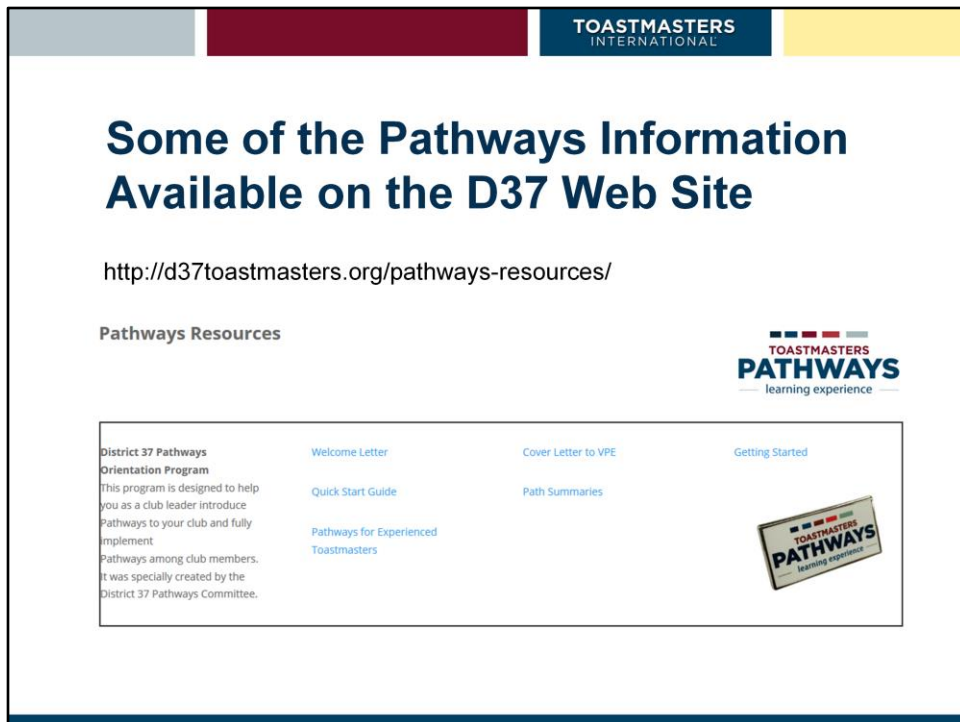 TOASTMASTERS
INTERNATIONAL
Some of the Pathways Information
Available on the D37 Web Site
http://d37toastmasters.org/pathways-resources/
Pathways Resources
TOASTMASTERS
PATHWAYS
learning experience
District 37 Pathways
Orientation Program
This program is designed to help
you as a club leader introduce
Pathways to your club and fully
implement
Pathways among club members.
It was specially created by the
District 37 Pathways Committee.
Welcome Letter
Quick Start Guide
Pathways for Experienced
Toastmasters
Cover Letter to VPE
Path Summaries
Getting Started
TOASTMASTERS
PATHWAYS
learning experience